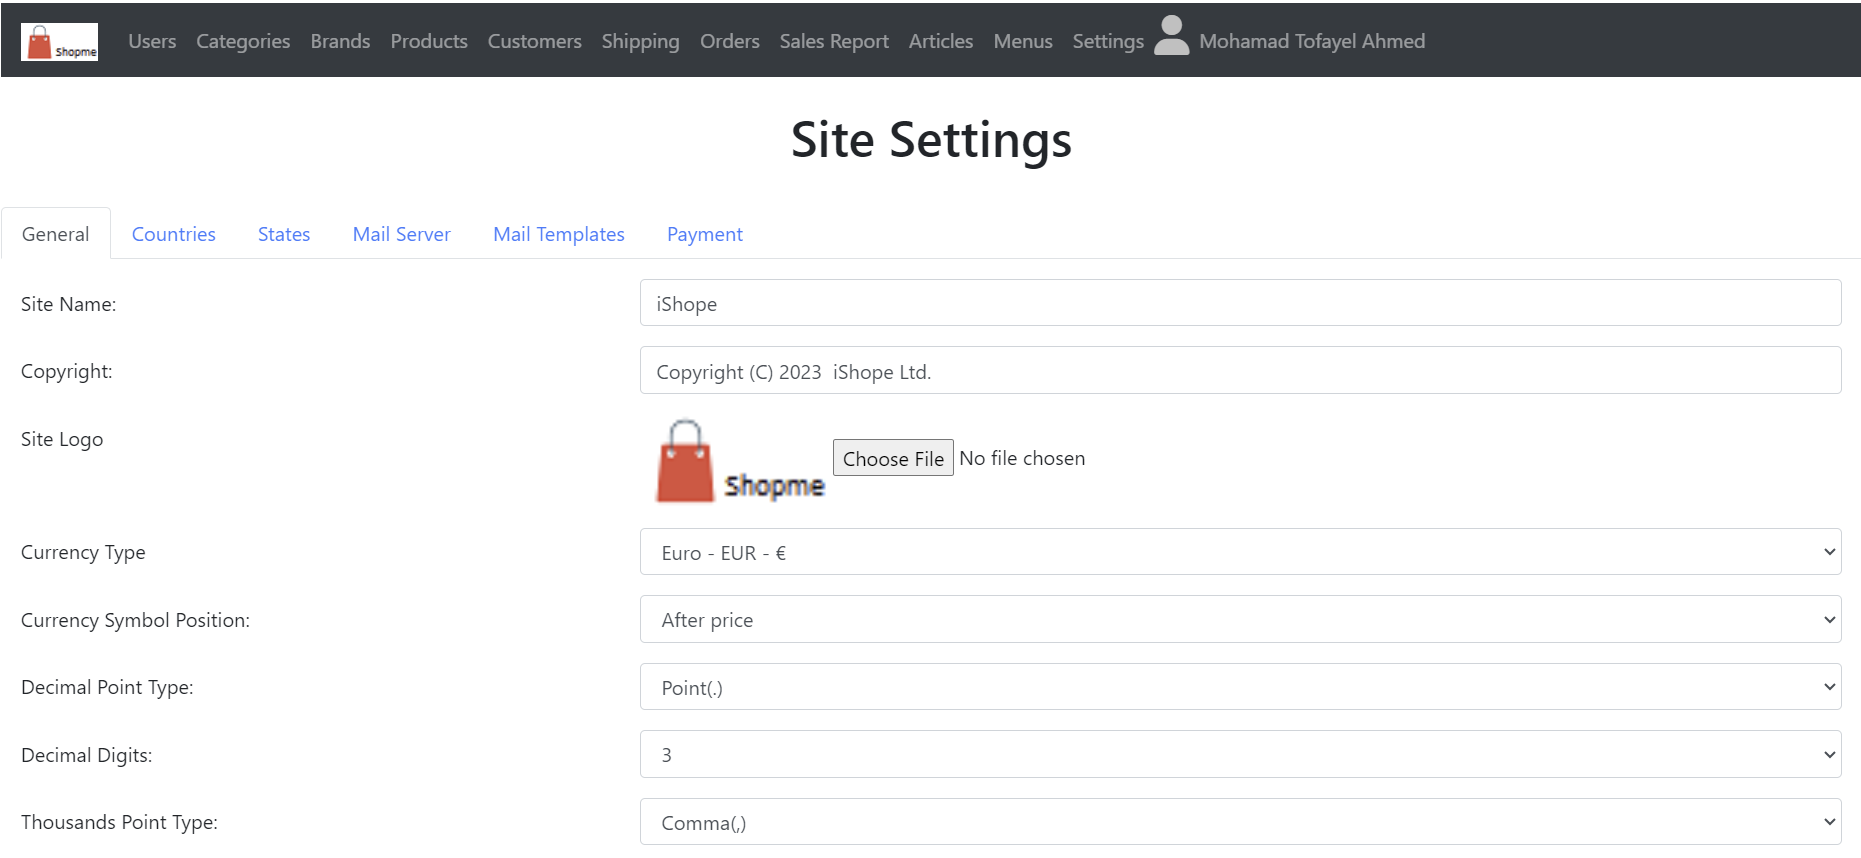 Shopme Users Categories Brands Products Customers Shipping Orders Sales Report Articles Menus Settings Mohamad Tofayel Ahmed
Site Settings
General Countries States Mail Server Mail Templates Payment
Site Name: iShope
Copyright: Copyright (C) 2023  iShope Ltd.
Site Logo Shopme Choose File No file chosen
Currency Type Euro - EUR - €
Currency Symbol Position: After price
Decimal Point Type: Point(.)
Decimal Digits: 3
Thousands Point Type: Comma(,)